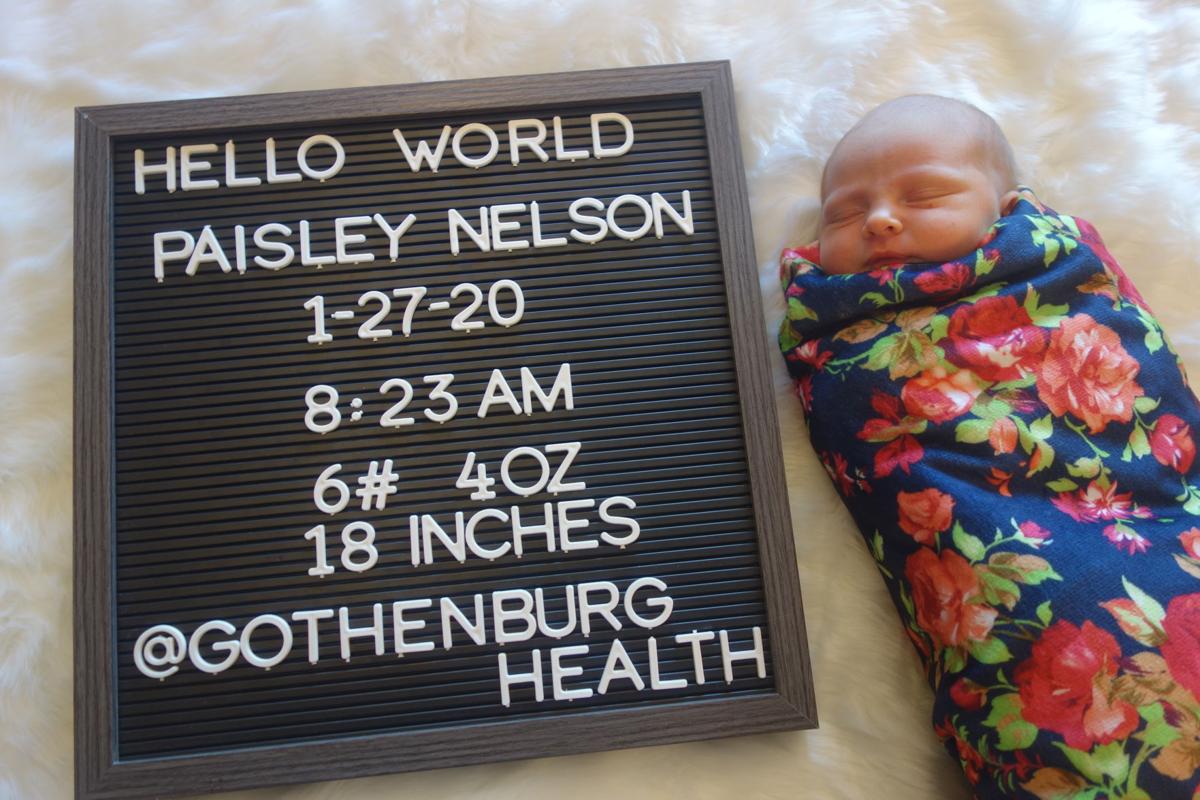 HELLO WORLD
PAISLEY NELSON
1-27-20
8:23 AM
6# 4OZ
18 INCHES
@GOTHENBURG
HEALTH